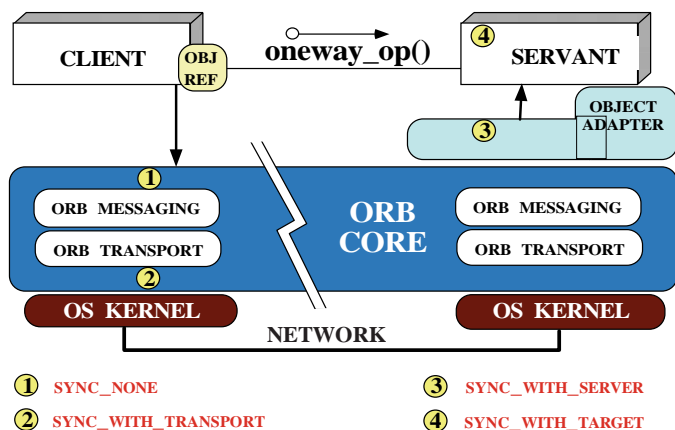 CLIENT
OBJ
REF
oneway_op()
4
SERVANT
OBJECT
ADAPTER
3
1
ORB MESSAGING
ORB TRANSPORT
2
ORB
CORE
ORB MESSAGING
ORB TRANSPORT
OS KERNEL
OS KERNEL
NETWORK
1 SYNC_NONE
2 SYNC_WITH_TRANSPORT
3 SYNC_WITH_SERVER
4 SYNC_WITH_TARGET